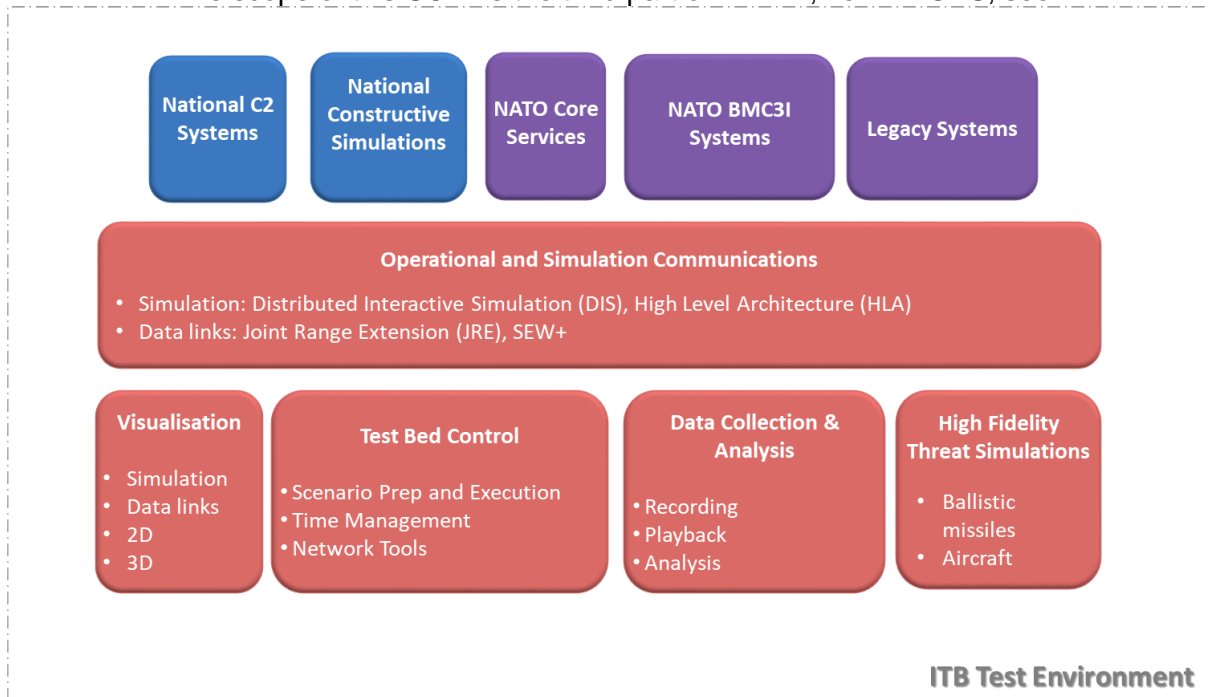 National C2
Systems
National
Constructive
Simulations
NATO Core
Services
NATO BMC3I
Systems
Legacy Systems
Operational and Simulation Communications
• Simulation: Distributed Interactive Simulation (DIS), High Level Architecture (HLA)
• Data links: Joint Range Extension (JRE), SEW+
Visualisation
• Simulation
• Data links
• 2D
• 3D
Test Bed Control
• Scenario Prep and Execution
• Time Management
• Network Tools
Data Collection &
Analysis
• Recording
• Playback
• Analysis
High Fidelity
Threat Simulations
• Ballistic
missiles
• Aircraft
ITB Test Environment